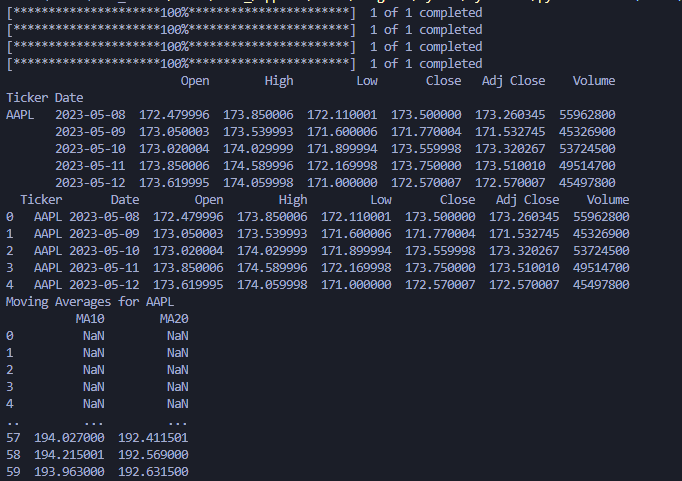 [*********************100%***********************]  1 of 1 completed
[*********************100%***********************]  1 of 1 completed
[*********************100%***********************]  1 of 1 completed
[*********************100%***********************]  1 of 1 completed
Open High Low Close Adj Close Volume
Ticker Date
AAPL 2023-05-08 172.479996 173.850006 172.110001 173.500000 173.260345 55962800
2023-05-09 173.050003 173.539993 171.600006 171.770004 171.532745 45326900
2023-05-10 173.020004 174.029999 171.899994 173.559998 173.320267 53724500
2023-05-11 173.850006 174.589996 172.169998 173.750000 173.510010 49514700
2023-05-12 173.619995 174.059998 171.000000 172.570007 172.570007 45497800
Ticker Date Open High Low Close Adj Close Volume
0 AAPL 2023-05-08 172.479996 173.850006 172.110001 173.500000 173.260345 55962800
1 AAPL 2023-05-09 173.050003 173.539993 171.600006 171.770004 171.532745 45326900
2 AAPL 2023-05-10 173.020004 174.029999 171.899994 173.559998 173.320267 53724500
3 AAPL 2023-05-11 173.850006 174.589996 172.169998 173.750000 173.510010 49514700
4 AAPL 2023-05-12 173.619995 174.059998 171.000000 172.570007 172.570007 45497800
Moving Averages for AAPL
MA10 MA20
0 NaN NaN
1 NaN NaN
2 NaN NaN
3 NaN NaN
4 NaN NaN
.. ... ...
57 194.027000 192.411501
58 194.215001 192.569000
59 193.963000 192.631500